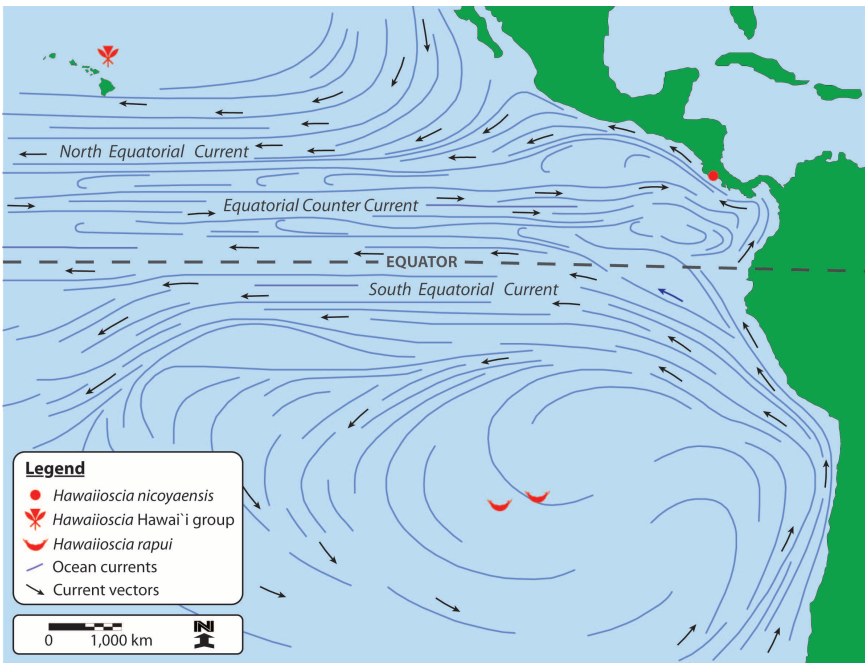 North Equatorial Current
Equatorial Counter Current
EQUATOR
South Equatorial Current
Legend
Hawaiioscia nicoyaensis
Hawaiioscia Hawai`i group
Hawaiioscia rapui
Ocean currents
Current vectors
0 1,000 km
N